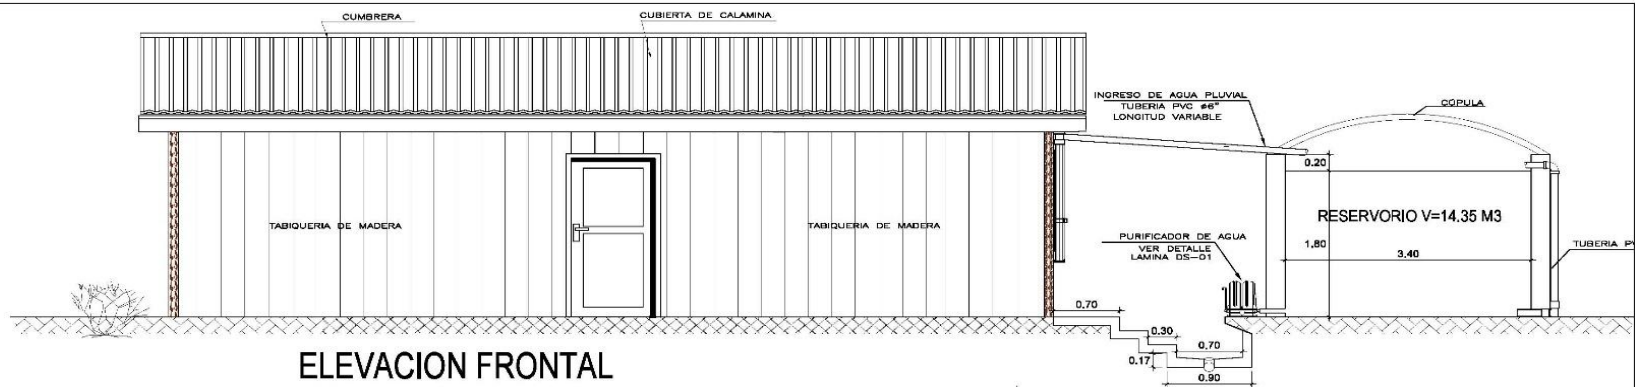 CUMBRERA
CUBIERTA DE CALAMINA
INGRESO DE AGUA PLUVIAL
TUBERIA PVC ø6"
LONGITUD VARIABLE
COPULA
0.20
TABIQUERIA DE MADERA
TABIQUERIA DE MADERA
RESERVORIO V=14.35 M3
PURIFICADOR DE AGUA
VER DETALLE
LAMINA DS-01
1.80
3.40
TUBERIA
0.70
0.30
0.70
0.17
0.90
ELEVACION FRONTAL